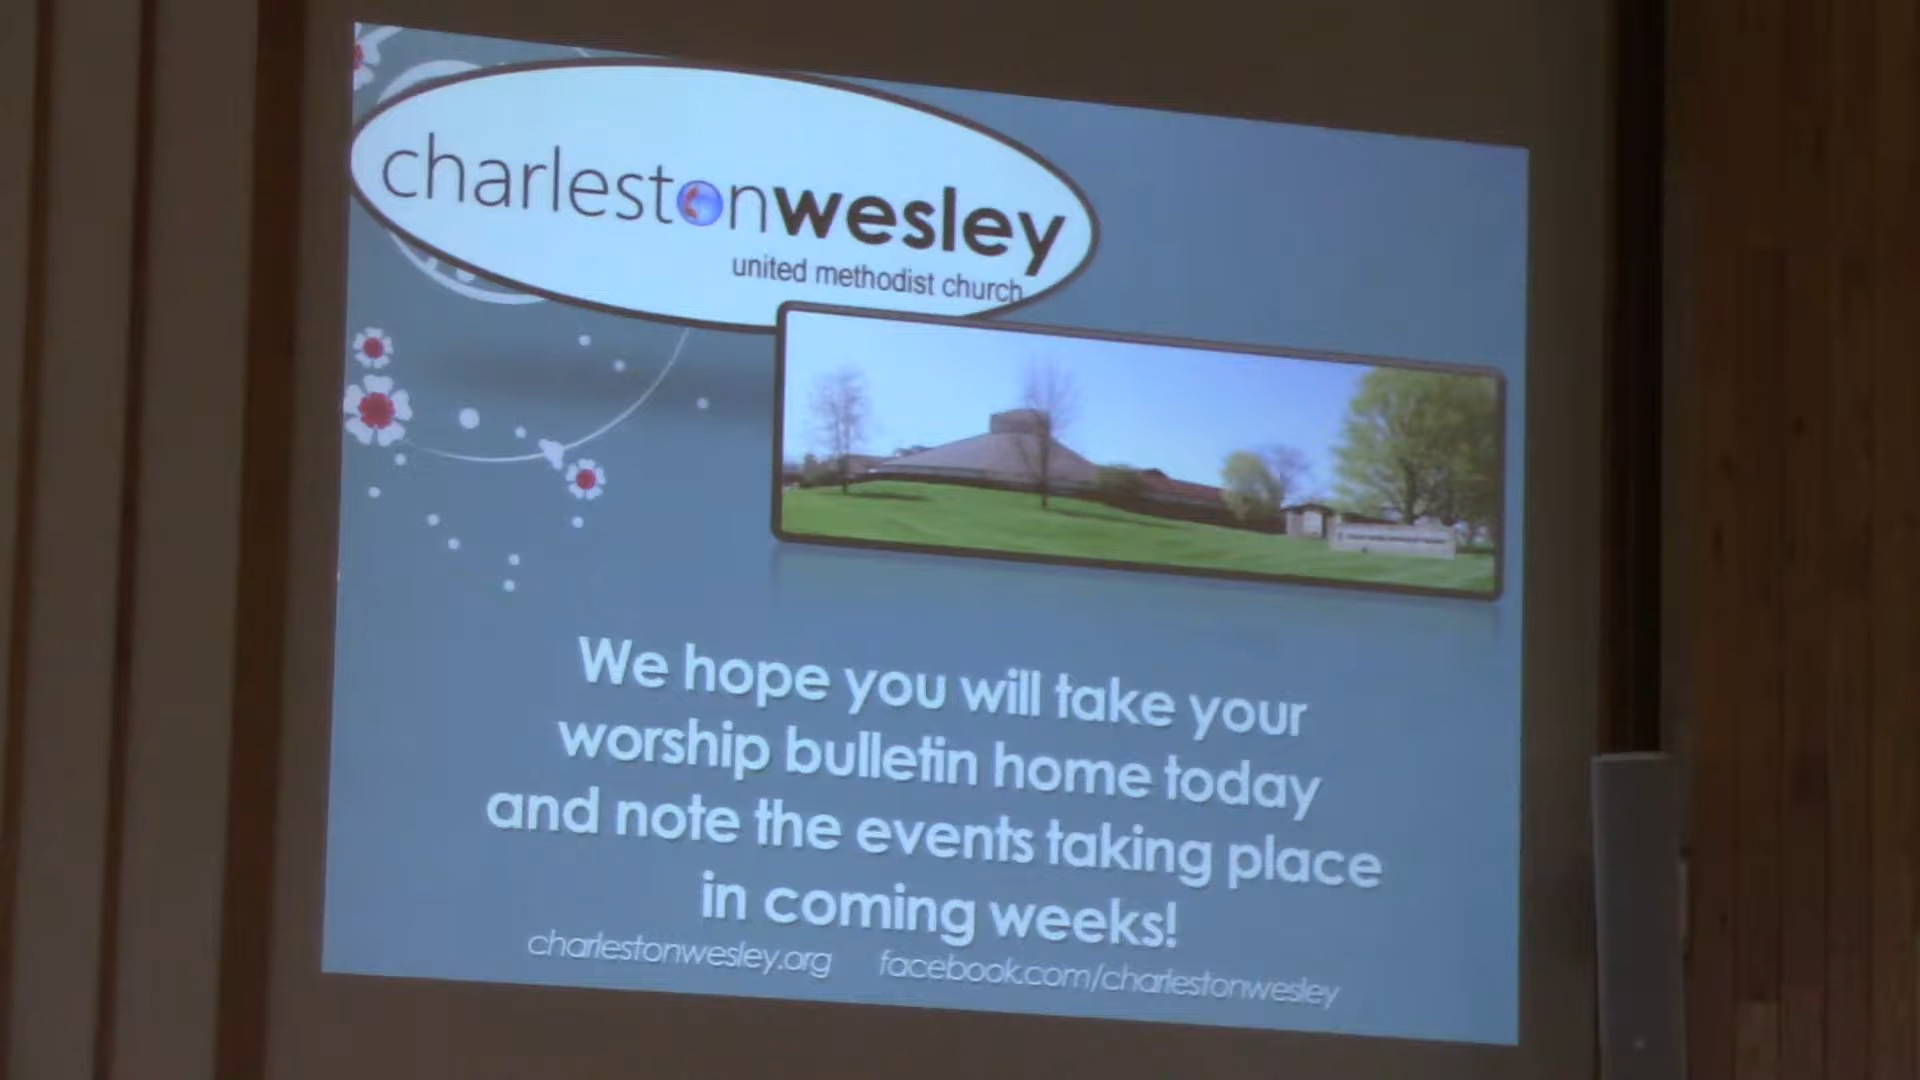 charlestonwesley
united methodist church
We hope you will take your
worship bulletin home today
and note the events taking place
in coming weeks!
charlestonwesley.org facebook.com/charlestonwesley